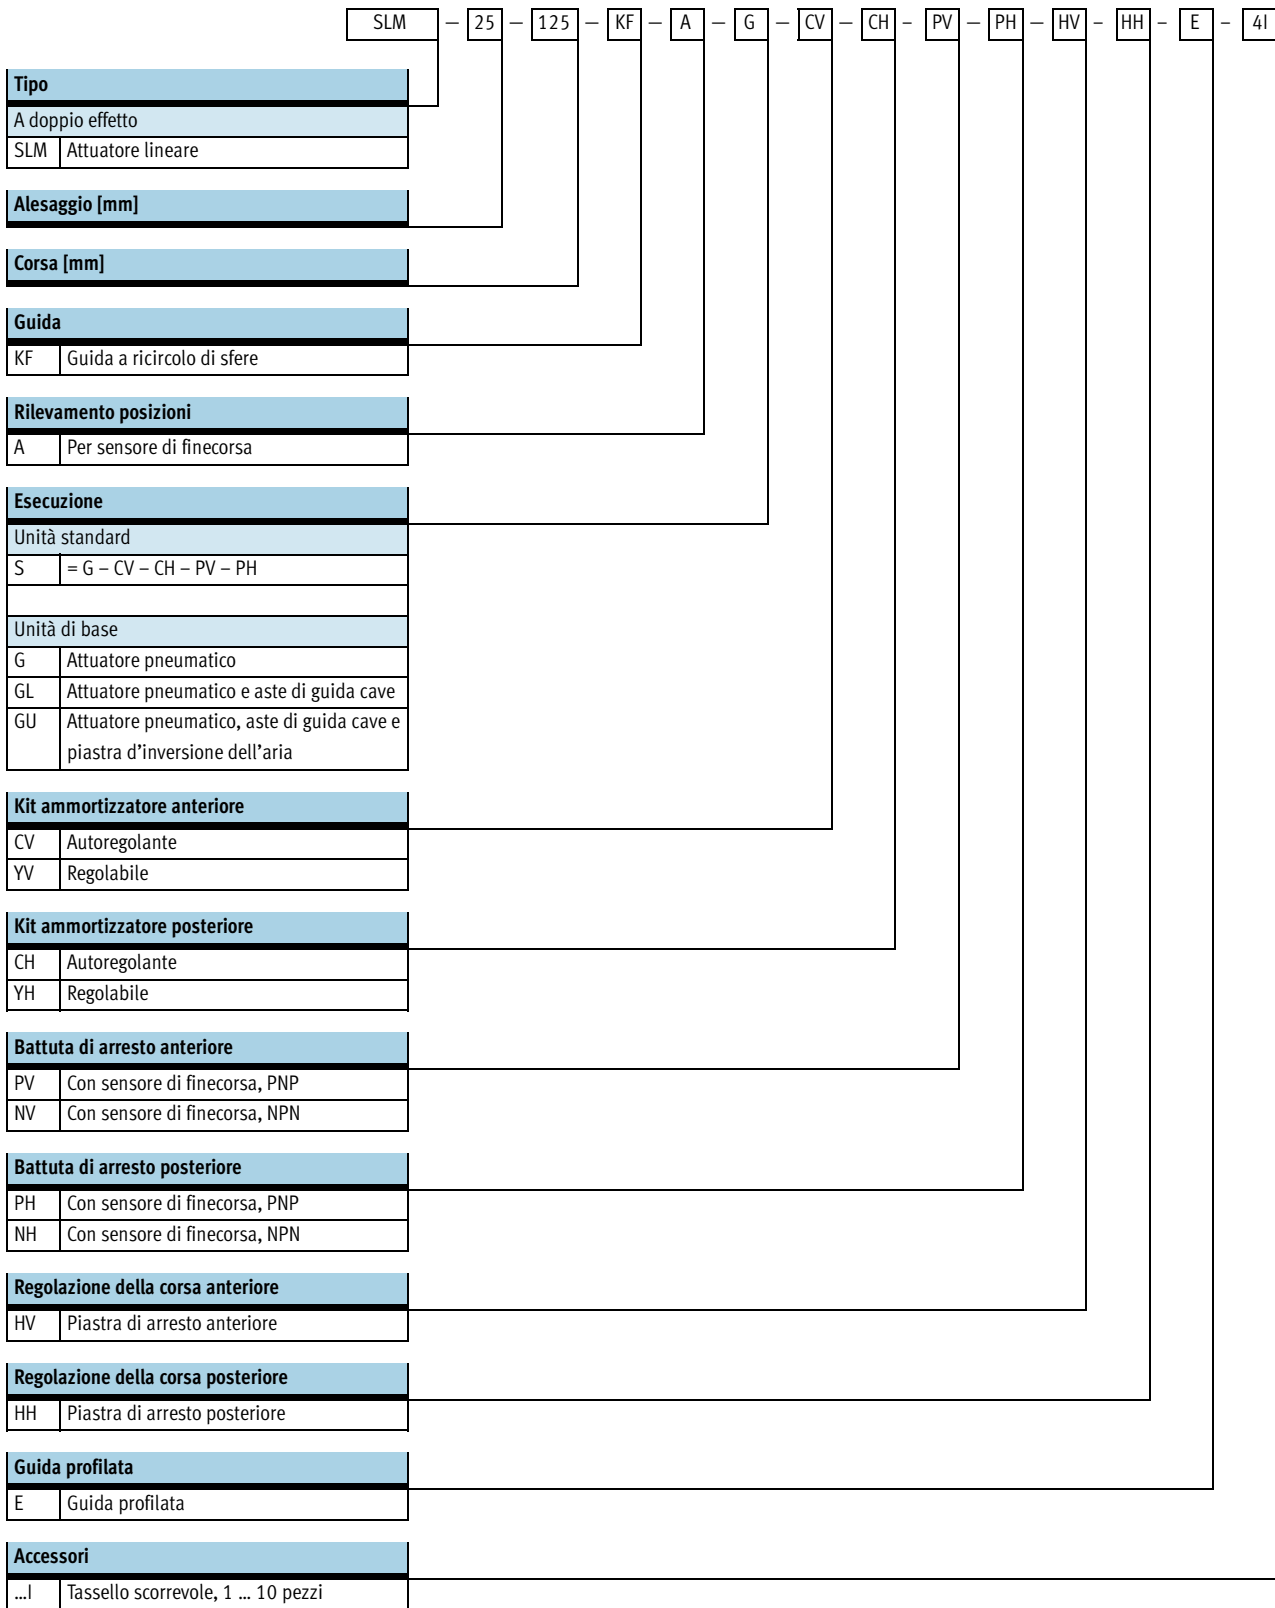 SLM – 25 – 125 – KF – A – G – CV – CH – PV – PH – HV – HH – E – 4I
Tipo
A doppio effetto
SLM Attuatore lineare
Alesaggio [mm]
Corsa [mm]
Guida
KF Guida a ricircolo di sfere
Rilevamento posizioni
A Per sensore di finecorsa
Esecuzione
Unità standard
S = G – CV – CH – PV – PH
Unità di base
G Attuatore pneumatico
GL Attuatore pneumatico e aste di guida cave
GU Attuatore pneumatico, aste di guida cave e
piastra d’inversione dell’aria
Kit ammortizzatore anteriore
CV Autoregolante
YV Regolabile
Kit ammortizzatore posteriore
CH Autoregolante
YH Regolabile
Battuta di arresto anteriore
PV Con sensore di finecorsa, PNP
NV Con sensore di finecorsa, NPN
Battuta di arresto posteriore
PH Con sensore di finecorsa, PNP
NH Con sensore di finecorsa, NPN
Regolazione della corsa anteriore
HV Piastra di arresto anteriore
Regolazione della corsa posteriore
HH Piastra di arresto posteriore
Guida profilata
E Guida profilata
Accessori
...I Tassello scorrevole, 1 ... 10 pezzi